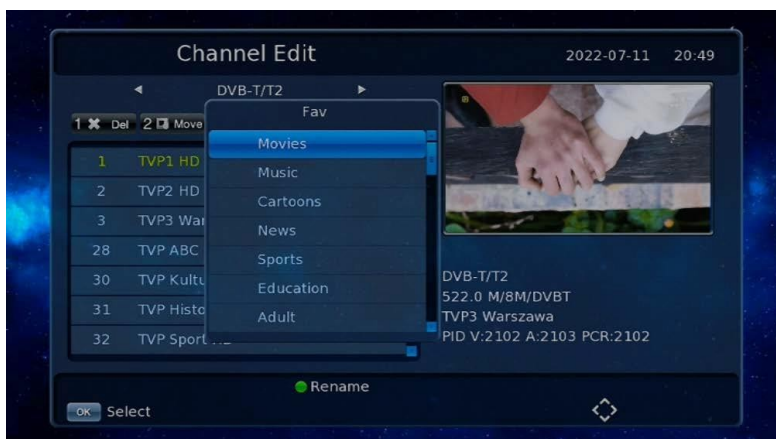 Channel Edit
2022-07-11 20:49
DVB-T/T2
Fav
1 Del 2 Move
Movies
1 TVP1 HD
Music
2 TVP2 HD
Cartoons
3 TVP3 War
News
28 TVP ABC
Sports
30 TVP Kultu
Education
31 TVP Histo
Adult
32 TVP Sport
DVB-T/T2
522.0 M/8M/DVBT
TVP3 Warszawa
PID V:2102 A:2103 PCR:2102
Rename
OK Select